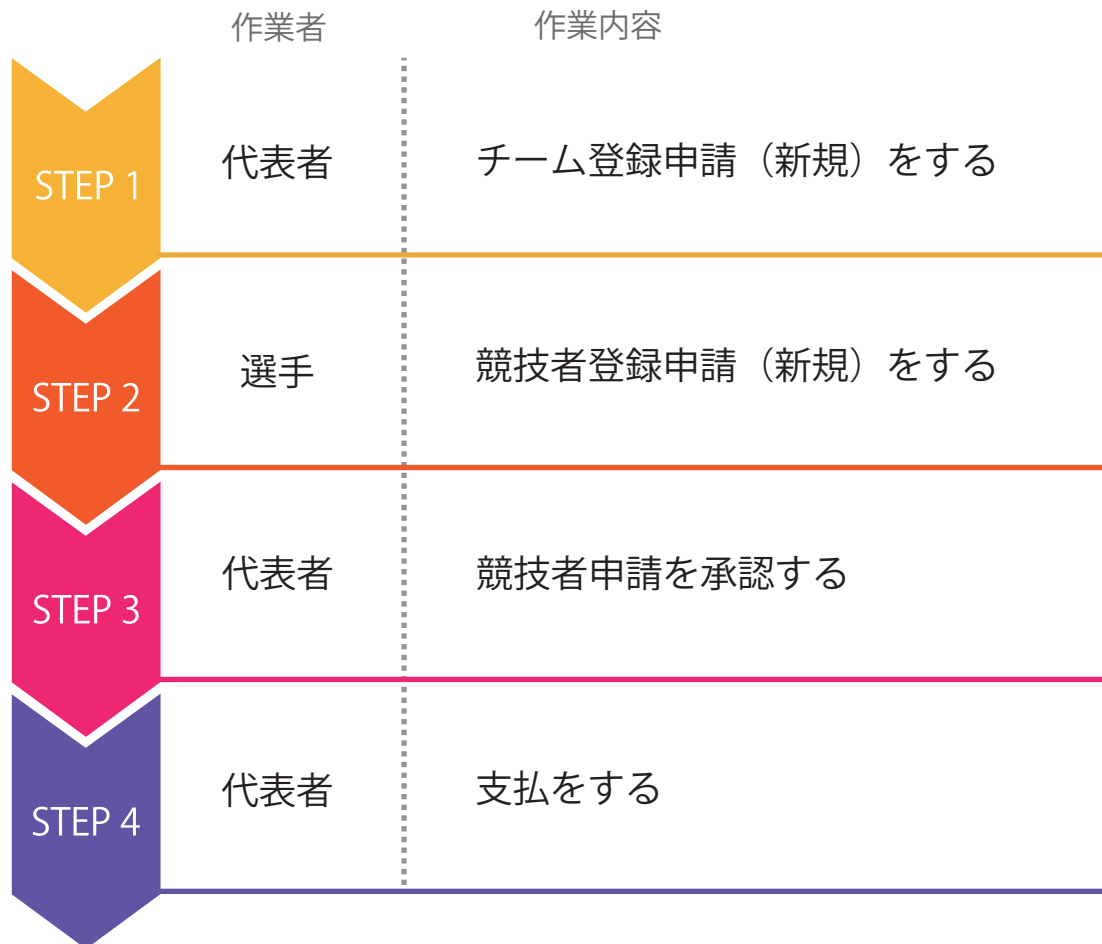 作業者 作業内容
STEP 1 代表者 チーム登録申請（新規）をする
STEP 2 選手 競技者登録申請（新規）をする
STEP 3 代表者 競技者申請を承認する
STEP 4 代表者 支払をする